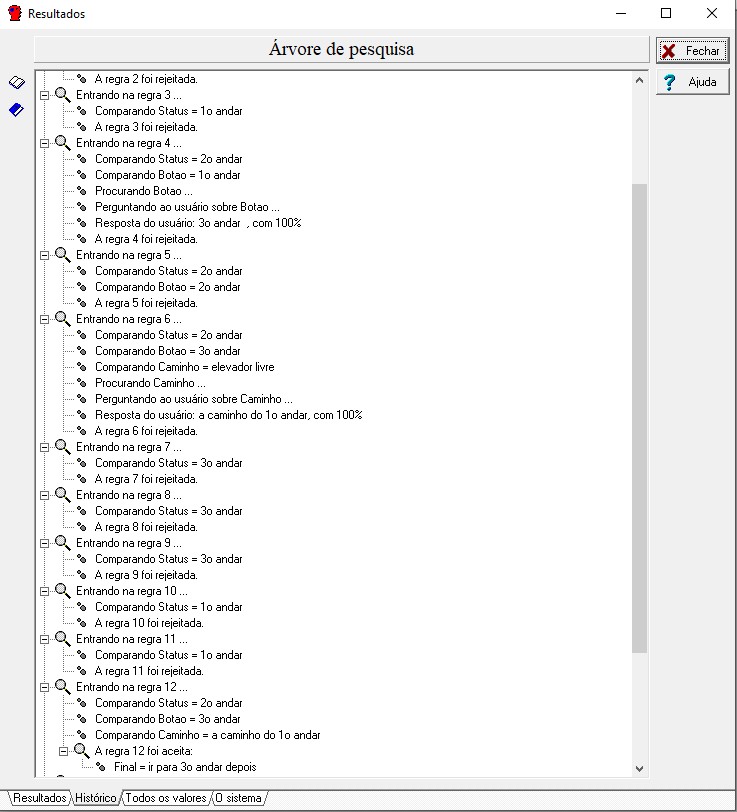 Resultados
Árvore de pesquisa
Fechar
Ajuda
A regra 2 foi rejeitada.
Entrando na regra 3 ...
Comparando Status = 1o andar
A regra 3 foi rejeitada.
Entrando na regra 4 ...
Comparando Status = 2o andar
Comparando Botao = 1o andar
Procurando Botao ...
Perguntando ao usuário sobre Botao ...
Resposta do usuário: 3o andar , com 100%
A regra 4 foi rejeitada.
Entrando na regra 5 ...
Comparando Status = 2o andar
Comparando Botao = 2o andar
A regra 5 foi rejeitada.
Entrando na regra 6 ...
Comparando Status = 2o andar
Comparando Botao = 3o andar
Comparando Caminho = elevador livre
Procurando Caminho ...
Perguntando ao usuário sobre Caminho ...
Resposta do usuário: a caminho do 1o andar, com 100%
A regra 6 foi rejeitada.
Entrando na regra 7 ...
Comparando Status = 3o andar
A regra 7 foi rejeitada.
Entrando na regra 8 ...
Comparando Status = 3o andar
A regra 8 foi rejeitada.
Entrando na regra 9 ...
Comparando Status = 3o andar
A regra 9 foi rejeitada.
Entrando na regra 10 ...
Comparando Status = 1o andar
A regra 10 foi rejeitada.
Entrando na regra 11 ...
Comparando Status = 1o andar
A regra 11 foi rejeitada.
Entrando na regra 12 ...
Comparando Status = 2o andar
Comparando Botao = 3o andar
Comparando Caminho = a caminho do 1o andar
A regra 12 foi aceita:
Final = ir para 3o andar depois
Resultados Histórico Todos os valores O sistema